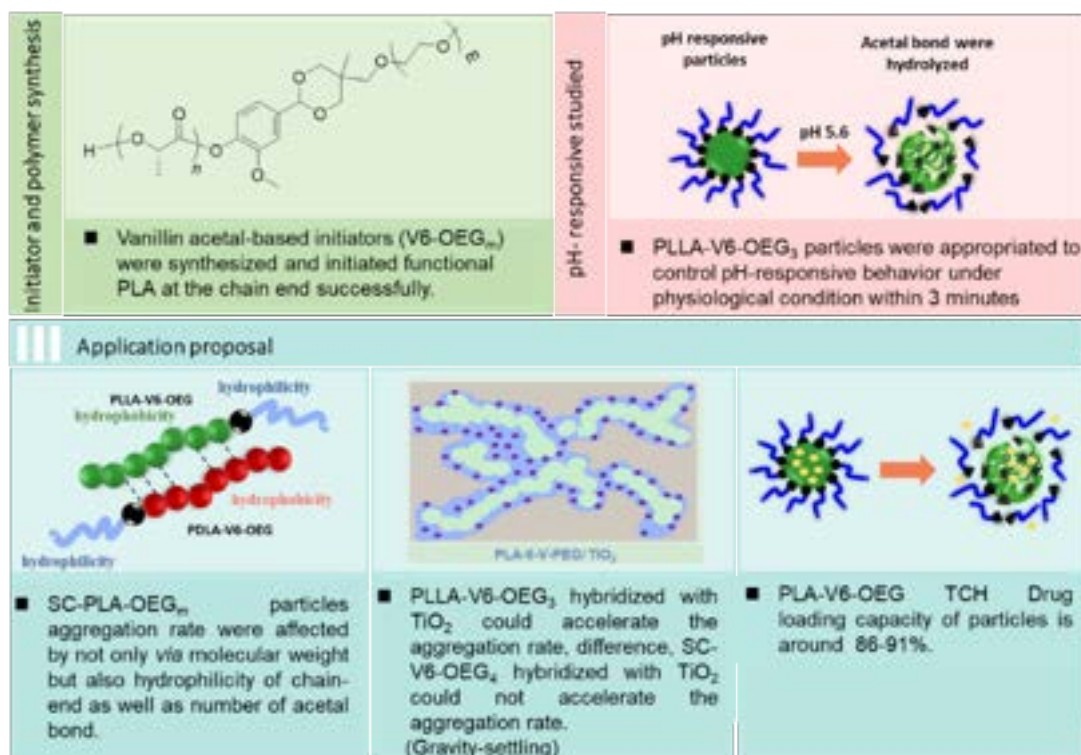 Initiator and polymer synthesis
H
O
O
n
O
O
O
O
O
O
m
■ Vanillin acetal-based initiators (V6-OEGm)
were synthesized and initiated functional
PLA at the chain end successfully.
pH- responsive studied
pH responsive
particles
Acetal bond were
hydrolyzed
pH 5.6
■ PLLA-V6-OEG3 particles were appropriated to
control pH-responsive behavior under
physiological condition within 3 minutes
Application proposal
PLLA-V6-OEG
hydrophobicity
hydrophilicity
hydrophobicity
PDLA-V6-OEG
hydrophilicity
■ SC-PLA-OEGm particles
aggregation rate were affected
by not only via molecular weight
but also hydrophilicity of chain-
end as well as number of acetal
bond.
■ PLLA-V6-OEG3 hybridized with
TiO2 could accelerate the
aggregation rate, difference, SC-
V6-OEG4 hybridized with TiO2
could not accelerate the
aggregation rate.
(Gravity-settling)
■ PLA-V6-OEG TCH Drug
loading capacity of particles is
around 86-91%.